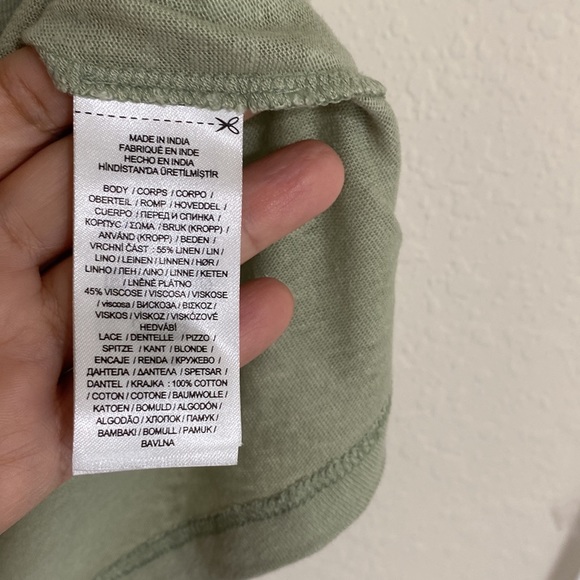 MADE IN INDIA
FABRIQUÉ EN INDE
HECHO EN INDIA
HİNDİSTAN'DA ÜRETİLMİŞTİR
BODY / CORPS / CORPO /
OBERTEIL / ROMP / HOVEDDEL /
CUERPO / ПЕРЕД И СПИНКА /
КОРПУС / ΣΩΜΑ / BRUK (KROPP) /
ANVÄND (KROPP) / BEDEN /
VRCHNÍ ČÁST : 55% LINEN / LIN /
LINO / LEINEN / LINNEN / HØR /
LINHO / ЛЕН / ΛΙΝΟ / LINNE / KETEN
/ LNĚNÉ PLÁTNO
45% VISCOSE / VISCOSA / VISKOSE
/ viscosa / ВИСКОЗА / ΒΙΣΚΟΖ /
VISKOS / VİSKOZ / VISKÓZOVÉ
HEDVÁBÍ
LACE / DENTELLE / PIZZO /
SPITZE / KANT / BLONDE /
ENCAJE / RENDA / КРУЖЕВО /
ДАНТЕЛА / ΔΑΝΤΕΛΑ / SPETSAR /
DANTEL / KRAJKA : 100% COTTON
/ COTON / COTONE / BAUMWOLLE /
KATOEN / BOMULD / ALGODÓN /
ALGODÃO / ХЛОПОК / ПАМУК /
BAMBAKI / BOMULL / PAMUK /
BAVLNA